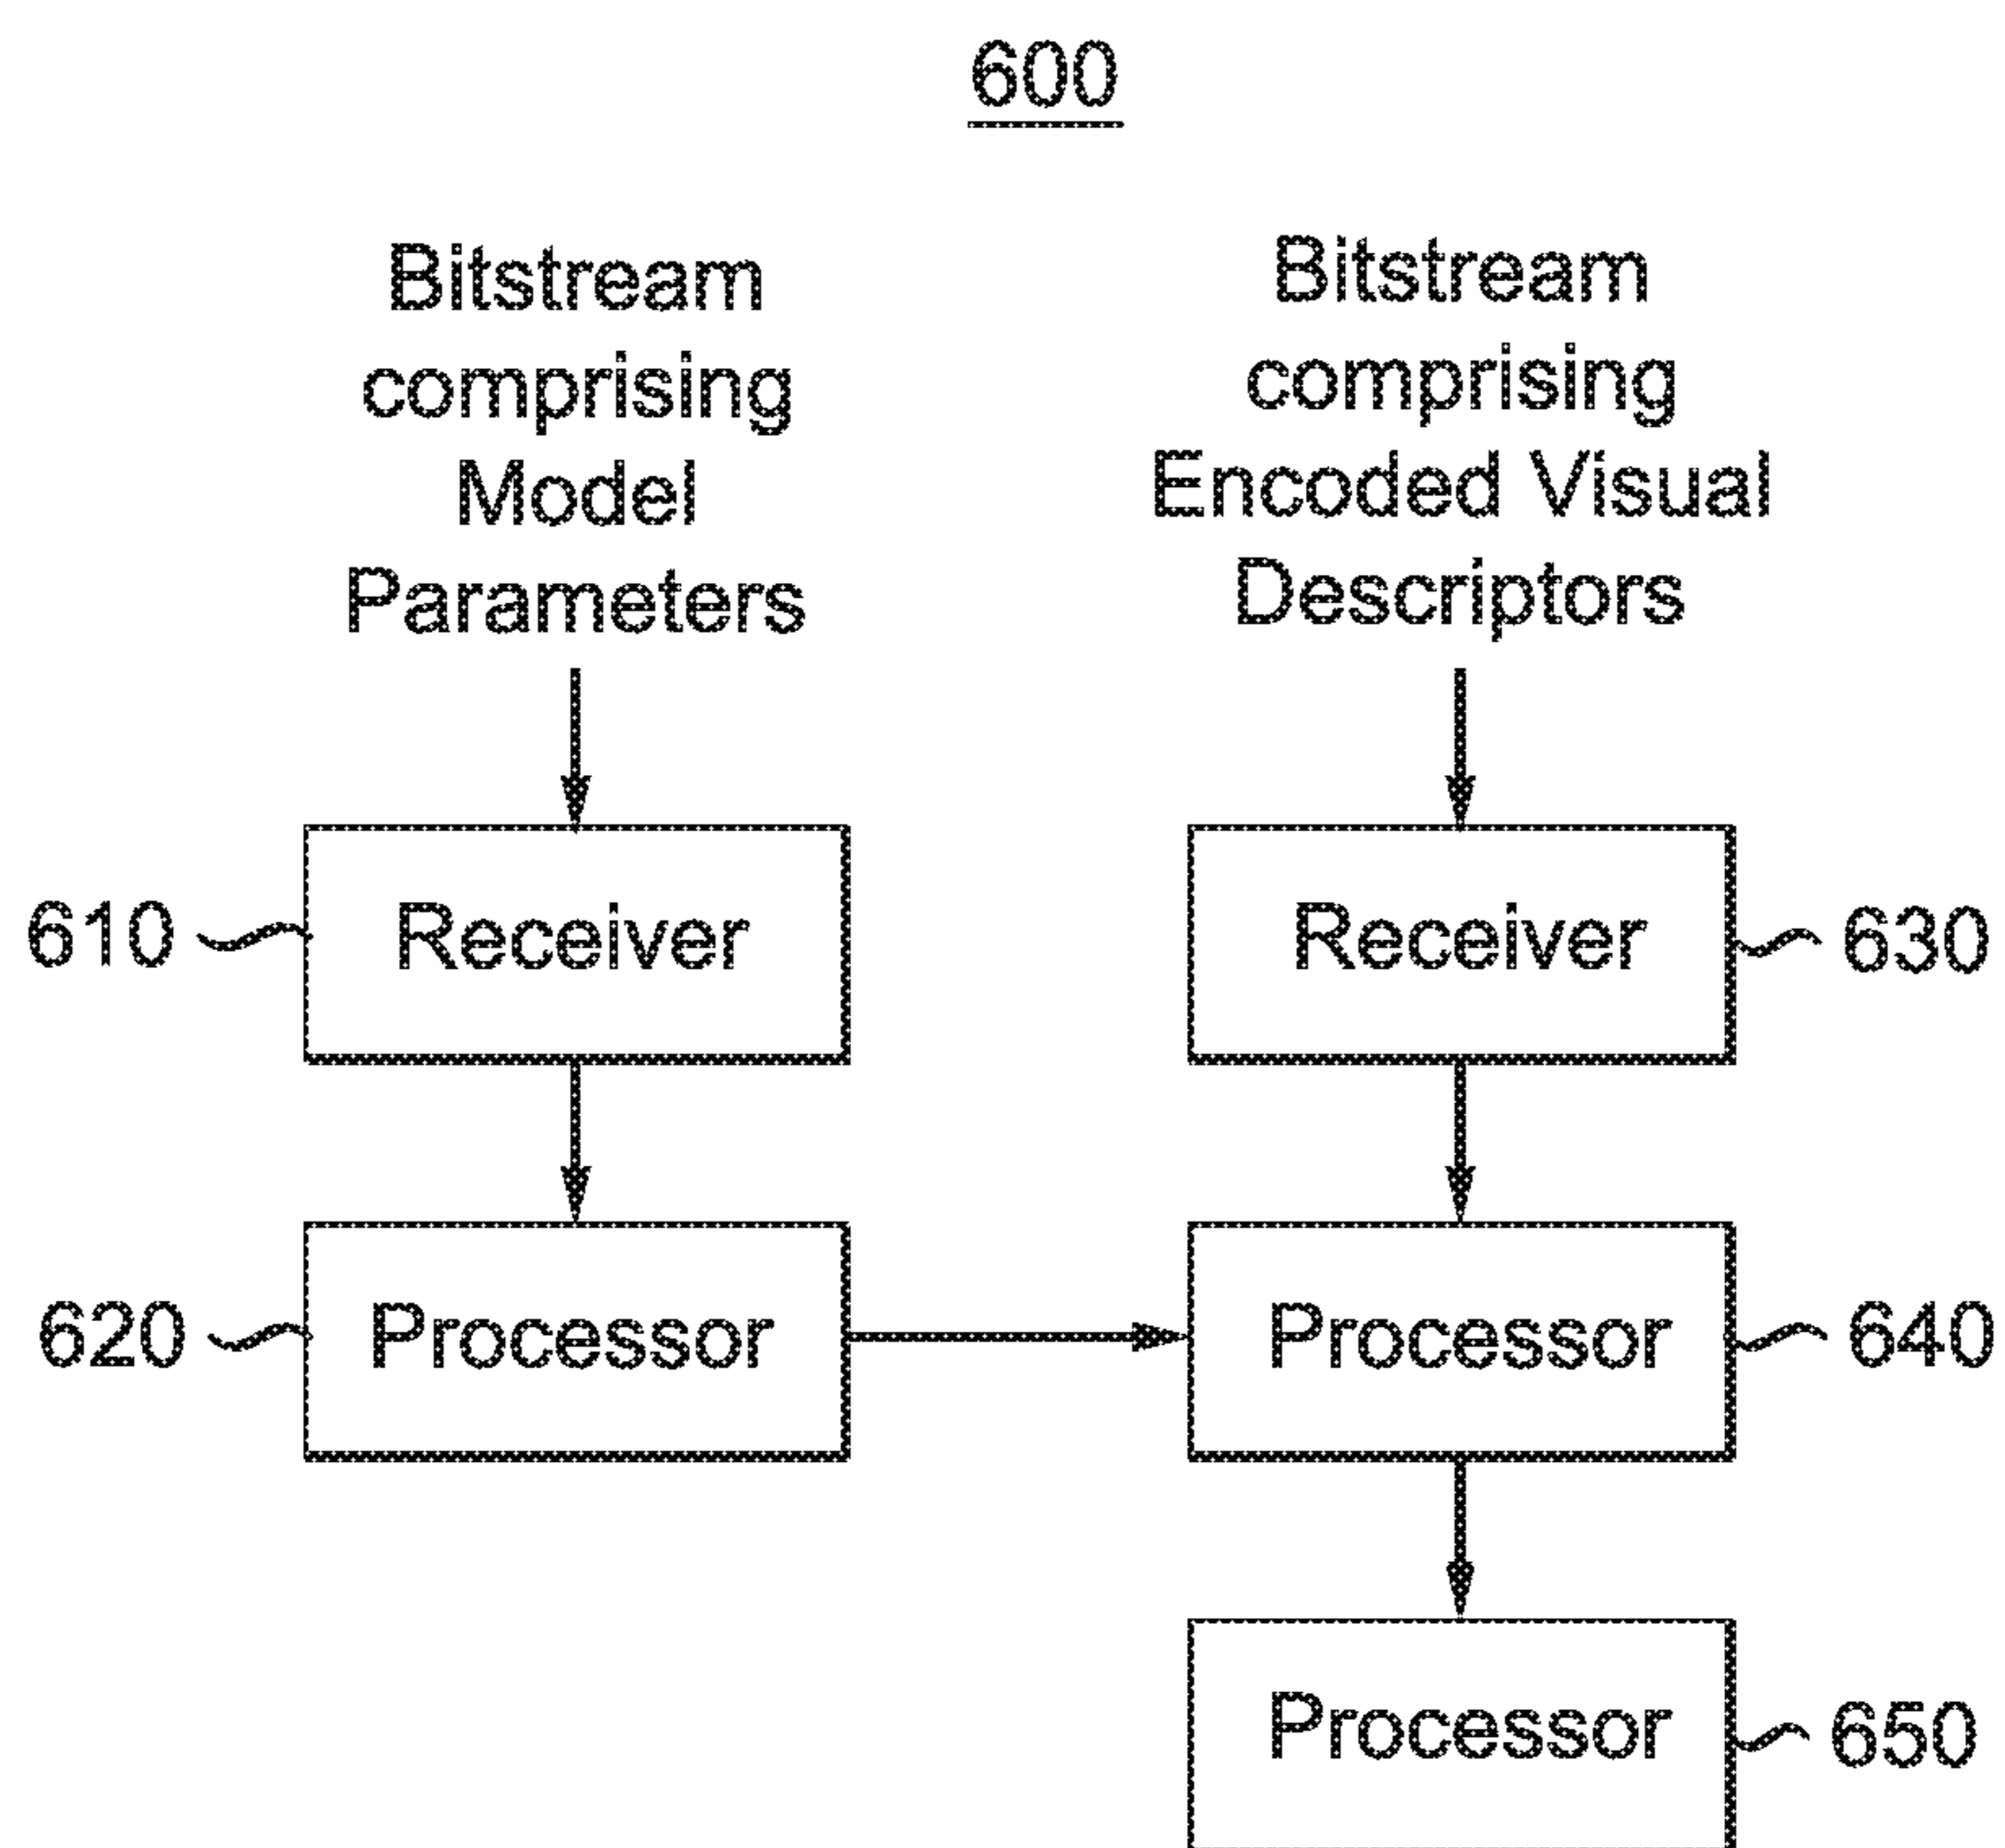 600
Bitstream
comprising
Model
Parameters
Bitstream
comprising
Encoded Visual
Descriptors
610
Receiver
Receiver
630
620
Processor
Processor
640
Processor
650